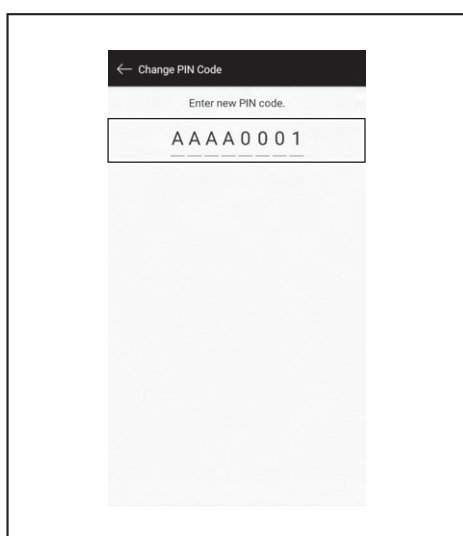 ← Change PIN Code
Enter new PIN code.
AAAA0001